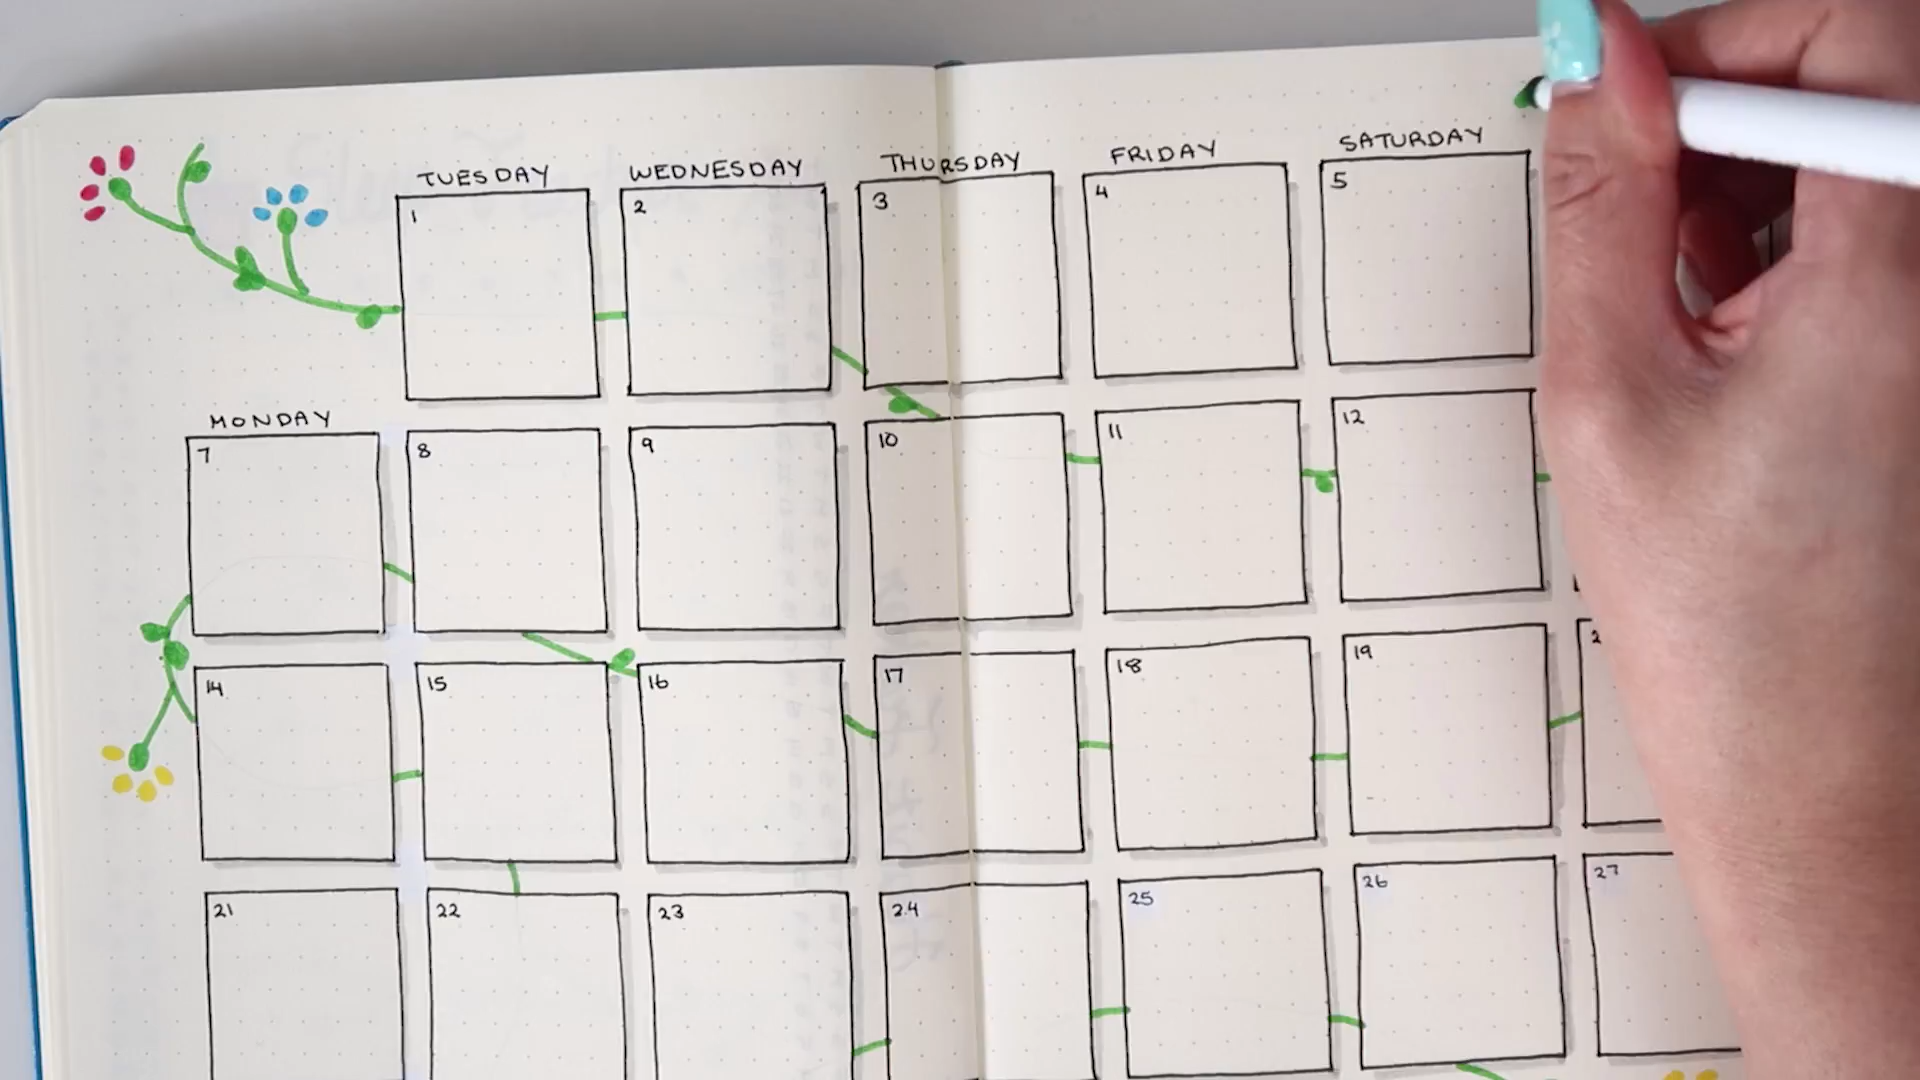 TUESDAY WEDNESDAY THURSDAY FRIDAY SATURDAY
1 2 3 4 5
MONDAY
7 8 9 10 11 12
14 15 16 17 18 19
21 22 23 24 25 26 27